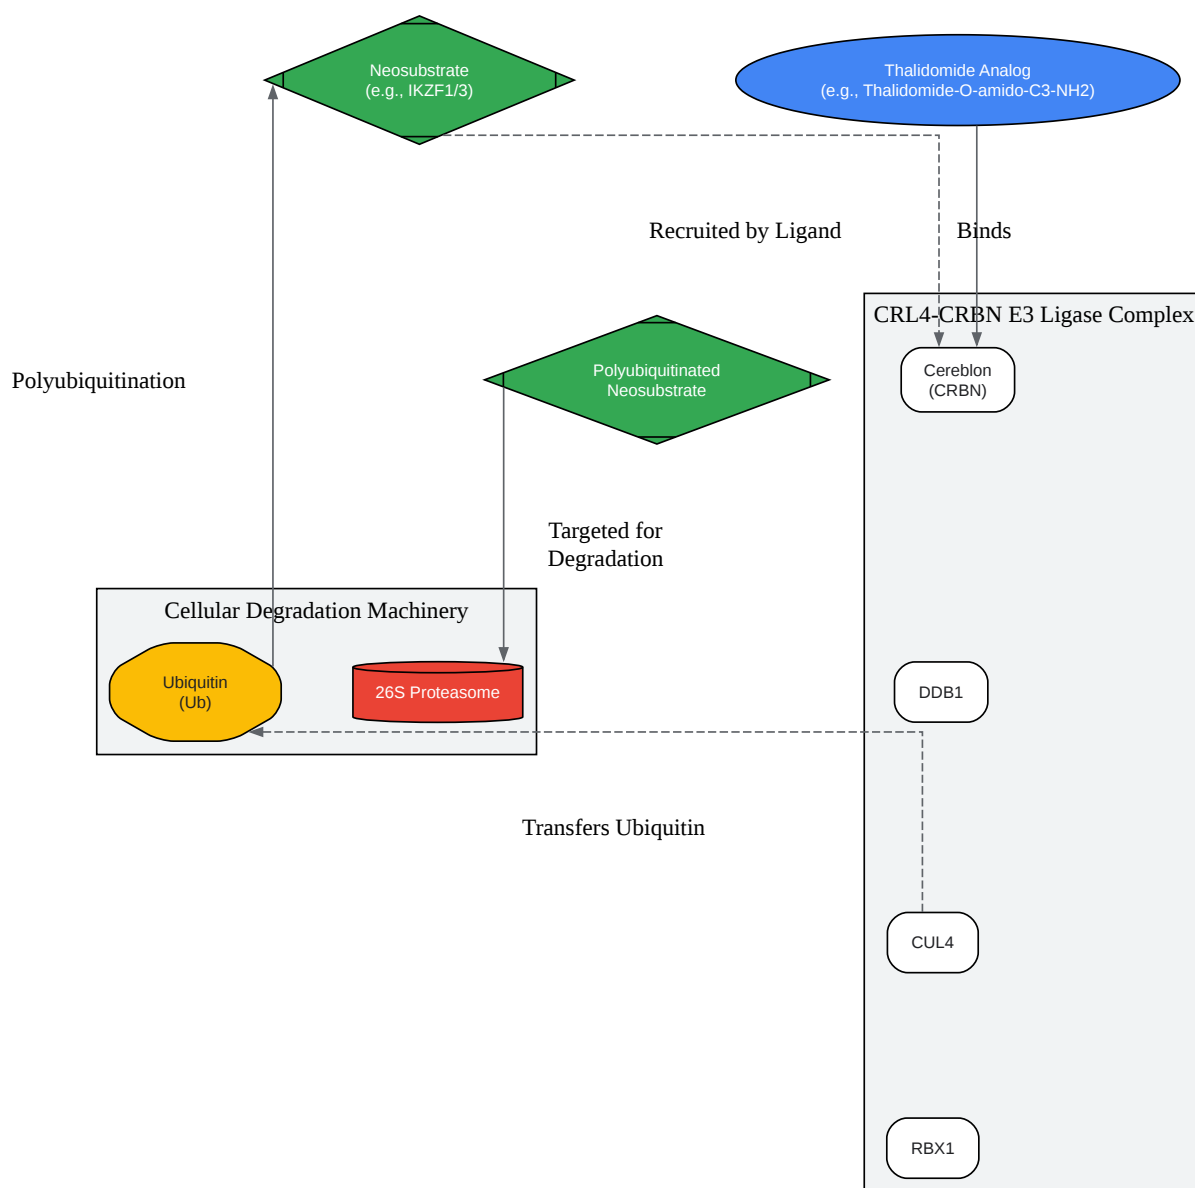 Neosubstrate
(e.g., IKZF1/3)
Thalidomide Analog
(e.g., Thalidomide-O-amido-C3-NH2)
Recruited by Ligand
Binds
CRL4-CRBN E3 Ligase Complex
Cereblon
(CRBN)
Polyubiquitination
Polyubiquitinated
Neosubstrate
Targeted for
Degradation
Cellular Degradation Machinery
Ubiquitin
(Ub)
26S Proteasome
DDB1
Transfers Ubiquitin
CUL4
RBX1